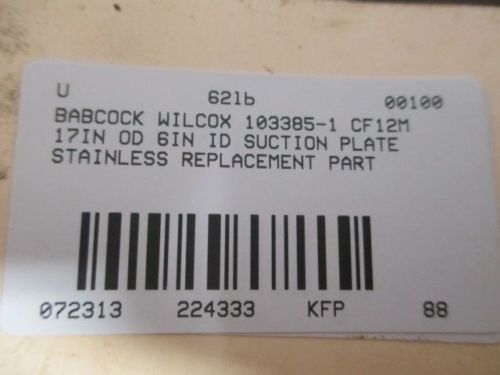 U 62lb 00100
BABCOCK WILCOX 103385-1 CF12M
17IN OD 6IN ID SUCTION PLATE
STAINLESS REPLACEMENT PART
072313 224333 KFP 88